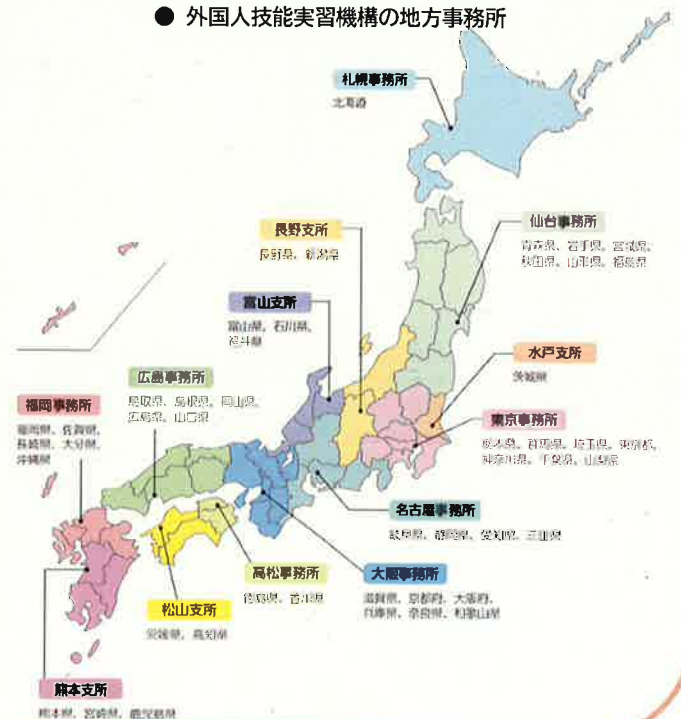 ● 外国人技能実習機構の地方事務所
札幌事務所
北海道
仙台事務所
青森県、岩手県、宮城県、
秋田県、山形県、福島県
長野支所
長野県、新潟県
富山支所
富山県、石川県、
福井県
水戸支所
茨城県
広島事務所
鳥取県、島根県、岡山県、
広島県、山口県
福岡事務所
福岡県、佐賀県、
長崎県、大分県、
沖縄県
東京事務所
栃木県、群馬県、埼玉県、東京都、
神奈川県、千葉県、山梨県
名古屋事務所
岐阜県、静岡県、愛知県、三重県
高松事務所
徳島県、香川県
大阪事務所
滋賀県、京都府、大阪府、
兵庫県、奈良県、和歌山県
松山支所
愛媛県、高知県
熊本支所
熊本県、宮崎県、鹿児島県